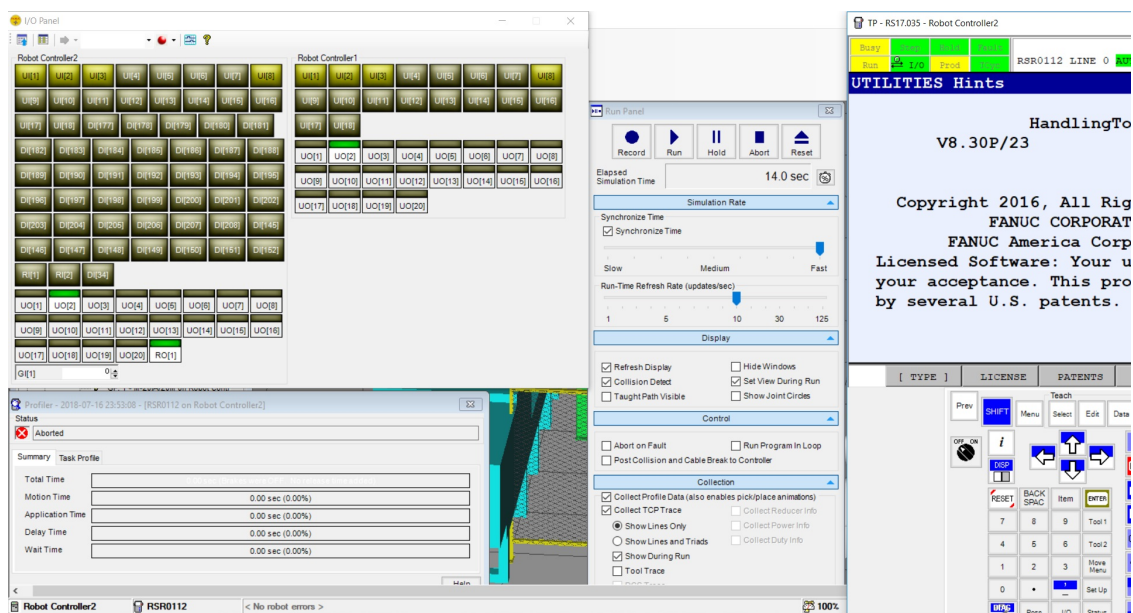 I/O Panel
Robot Controller2
UI[1] UI[2] UI[3] UI[4] UI[5] UI[6] UI[7] UI[8]
UI[9] UI[10] UI[11] UI[12] UI[13] UI[14] UI[15] UI[16]
UI[17] UI[18] DI[177] DI[178] DI[179] DI[180] DI[181]
DI[182] DI[183] DI[184] DI[185] DI[186] DI[187] DI[188]
DI[189] DI[190] DI[191] DI[192] DI[193] DI[194] DI[195]
DI[196] DI[197] DI[198] DI[199] DI[200] DI[201] DI[202]
DI[203] DI[204] DI[205] DI[206] DI[207] DI[208] DI[145]
DI[146] DI[147] DI[148] DI[149] DI[150] DI[151] DI[152]
RI[1] RI[2] DI[34]
UO[1] UO[2] UO[3] UO[4] UO[5] UO[6] UO[7] UO[8]
UO[9] UO[10] UO[11] UO[12] UO[13] UO[14] UO[15] UO[16]
UO[17] UO[18] UO[19] UO[20] RO[1]
GI[1] 0
Robot Controller1
UI[1] UI[2] UI[3] UI[4] UI[5] UI[6] UI[7] UI[8]
UI[9] UI[10] UI[11] UI[12] UI[13] UI[14] UI[15] UI[16]
UI[17] UI[18]
UO[1] UO[2] UO[3] UO[4] UO[5] UO[6] UO[7] UO[8]
UO[9] UO[10] UO[11] UO[12] UO[13] UO[14] UO[15] UO[16]
UO[17] UO[18] UO[19] UO[20]
Profiler - 2018-07-16 23:53:08 - [RSR0112 on Robot Controller2]
Status
Aborted
Summary Task Profile
Total Time
Motion Time 0.00 sec (0.00%)
Application Time 0.00 sec (0.00%)
Delay Time 0.00 sec (0.00%)
Wait Time 0.00 sec (0.00%)
Help
Robot Controller2 RSR0112 < No robot errors > 100%
Run Panel
Record Run Hold Abort Reset
Elapsed
Simulation Time 14.0 sec
Simulation Rate
Synchronize Time
Synchronize Time
Slow Medium Fast
Run-Time Refresh Rate (updates/sec)
1 5 10 30 125
Display
Refresh Display Hide Windows
Collision Detect Set View During Run
Taught Path Visible Show Joint Circles
Control
Abort on Fault Run Program In Loop
Post Collision and Cable Break to Controller
Collection
Collect Profile Data (also enables pick/place animations)
Collect TCP Trace Collect Reducer Info
Show Lines Only Collect Power Info
Show Lines and Triads Collect Duty Info
Show During Run
Tool Trace
TP - RS17.035 - Robot Controller2
Busy Step Hold Fault
Run I/O Prod
RSR0112 LINE 0
UTILITIES Hints
HandlingTo
V8.30P/23
Copyright 2016, All Rig
FANUC CORPORAT
FANUC America Corp
Licensed Software: Your u
your acceptance. This pro
by several U.S. patents.
[ TYPE ] LICENSE PATENTS
Teach
Prev SHIFT Menu Select Edit Data
OFF ON i
DISP
RESET BACK SPAC Item ENTER
7 8 9 Tool 1
4 5 6 Tool 2
1 2 3 Move Menu
0 . , - Set Up
DIAG Posn I/O Status